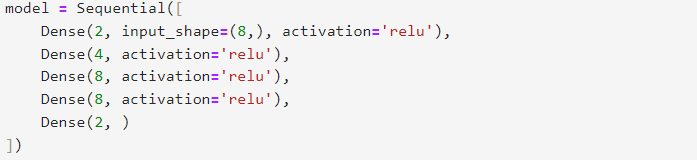 model = Sequential([
    Dense(2, input_shape=(8,), activation='relu'),
    Dense(4, activation='relu'),
    Dense(8, activation='relu'),
    Dense(8, activation='relu'),
    Dense(2, )
])